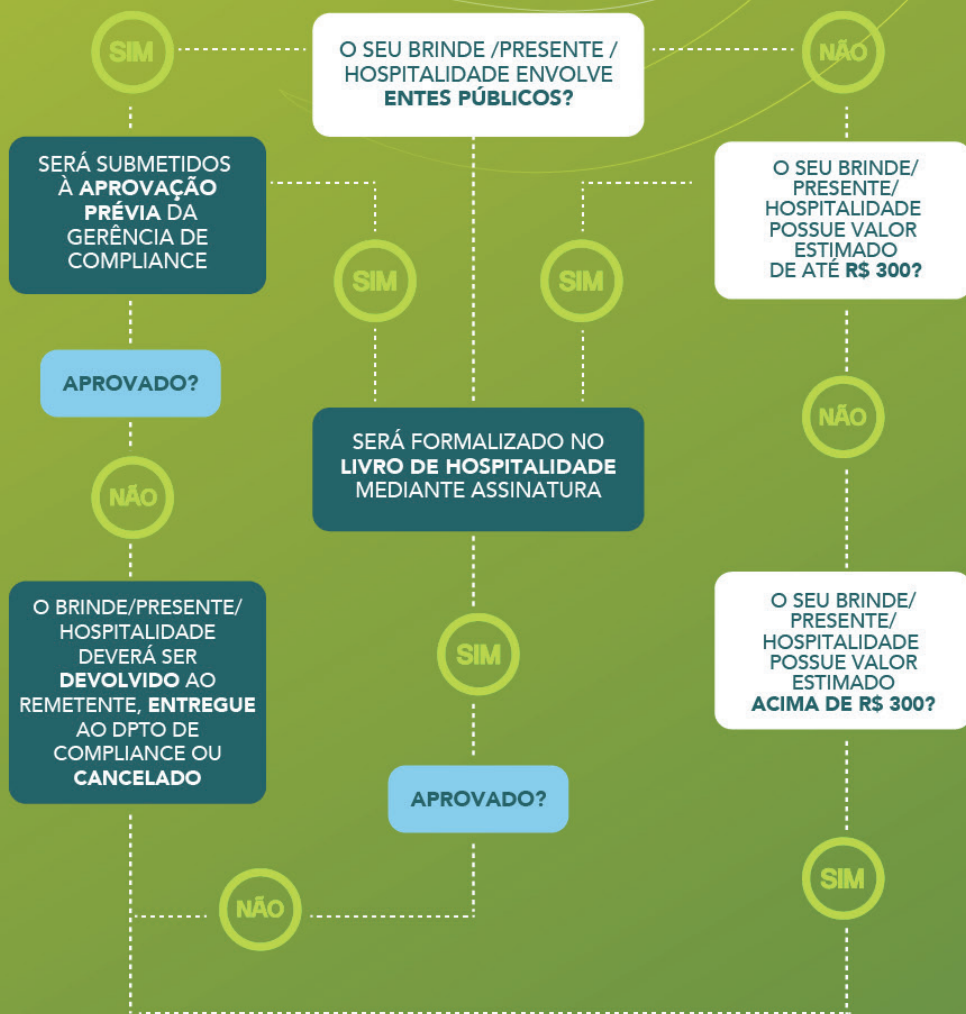 SIM
O SEU BRINDE /PRESENTE /
HOSPITALIDADE ENVOLVE
ENTES PÚBLICOS?
NÃO
SERÁ SUBMETIDOS
À APROVAÇÃO
PRÉVIA DA
GERÊNCIA DE
COMPLIANCE
O SEU BRINDE/
PRESENTE/
HOSPITALIDADE
POSSUE VALOR
ESTIMADO
DE ATÉ R$ 300?
SIM
SIM
APROVADO?
NÃO
SERÁ FORMALIZADO NO
LIVRO DE HOSPITALIDADE
MEDIANTE ASSINATURA
NÃO
O BRINDE/PRESENTE/
HOSPITALIDADE
DEVERÁ SER
DEVOLVIDO AO
REMETENTE, ENTREGUE
AO DPTO DE
COMPLIANCE OU
CANCELADO
SIM
O SEU BRINDE/
PRESENTE/
HOSPITALIDADE
POSSUE VALOR
ESTIMADO
ACIMA DE R$ 300?
APROVADO?
SIM
NÃO